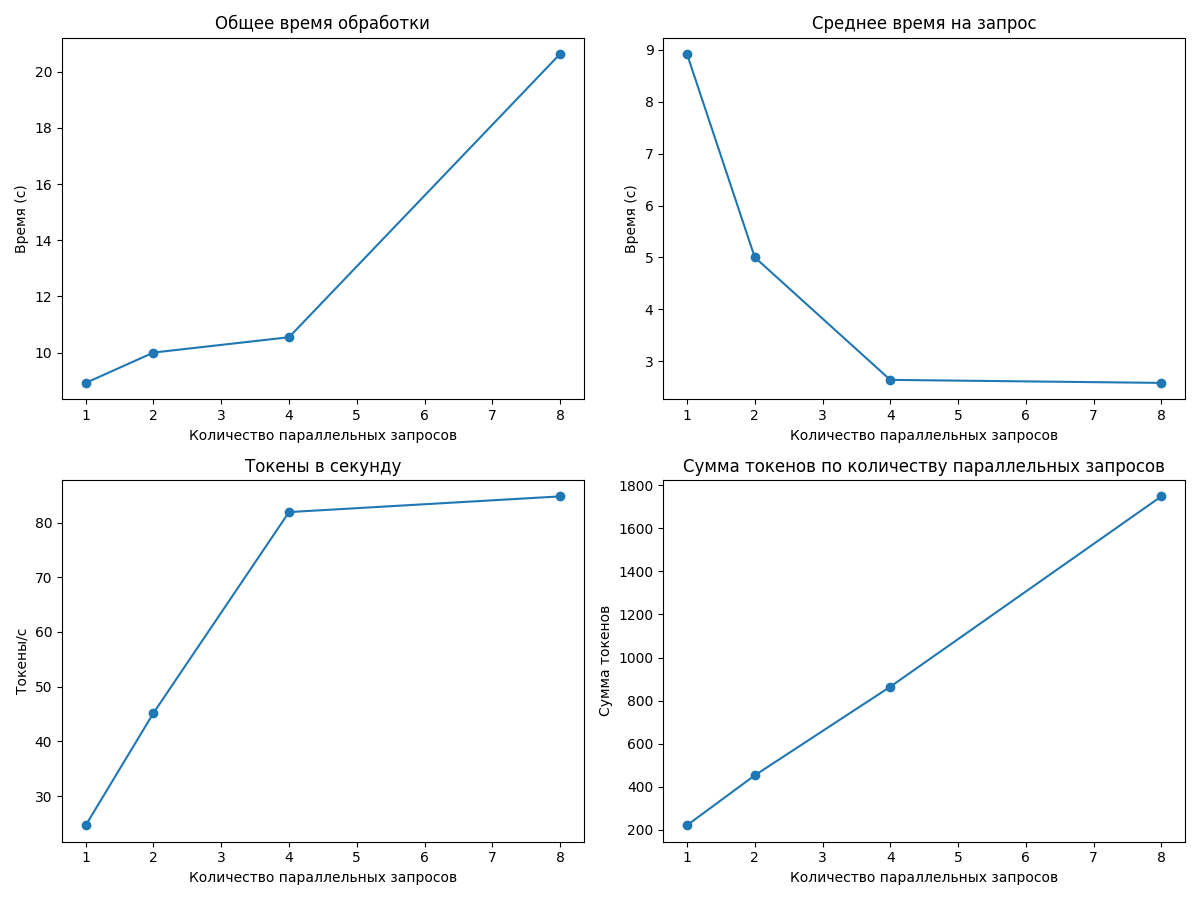 Общее время обработки
Время (с)
20
18
16
14
12
10
1 2 3 4 5 6 7 8
Количество параллельных запросов
Среднее время на запрос
Время (с)
9
8
7
6
5
4
3
1 2 3 4 5 6 7 8
Количество параллельных запросов
Токены в секунду
Токены/с
80
70
60
50
40
30
1 2 3 4 5 6 7 8
Количество параллельных запросов
Сумма токенов по количеству параллельных запросов
Сумма токенов
1800
1600
1400
1200
1000
800
600
400
200
1 2 3 4 5 6 7 8
Количество параллельных запросов